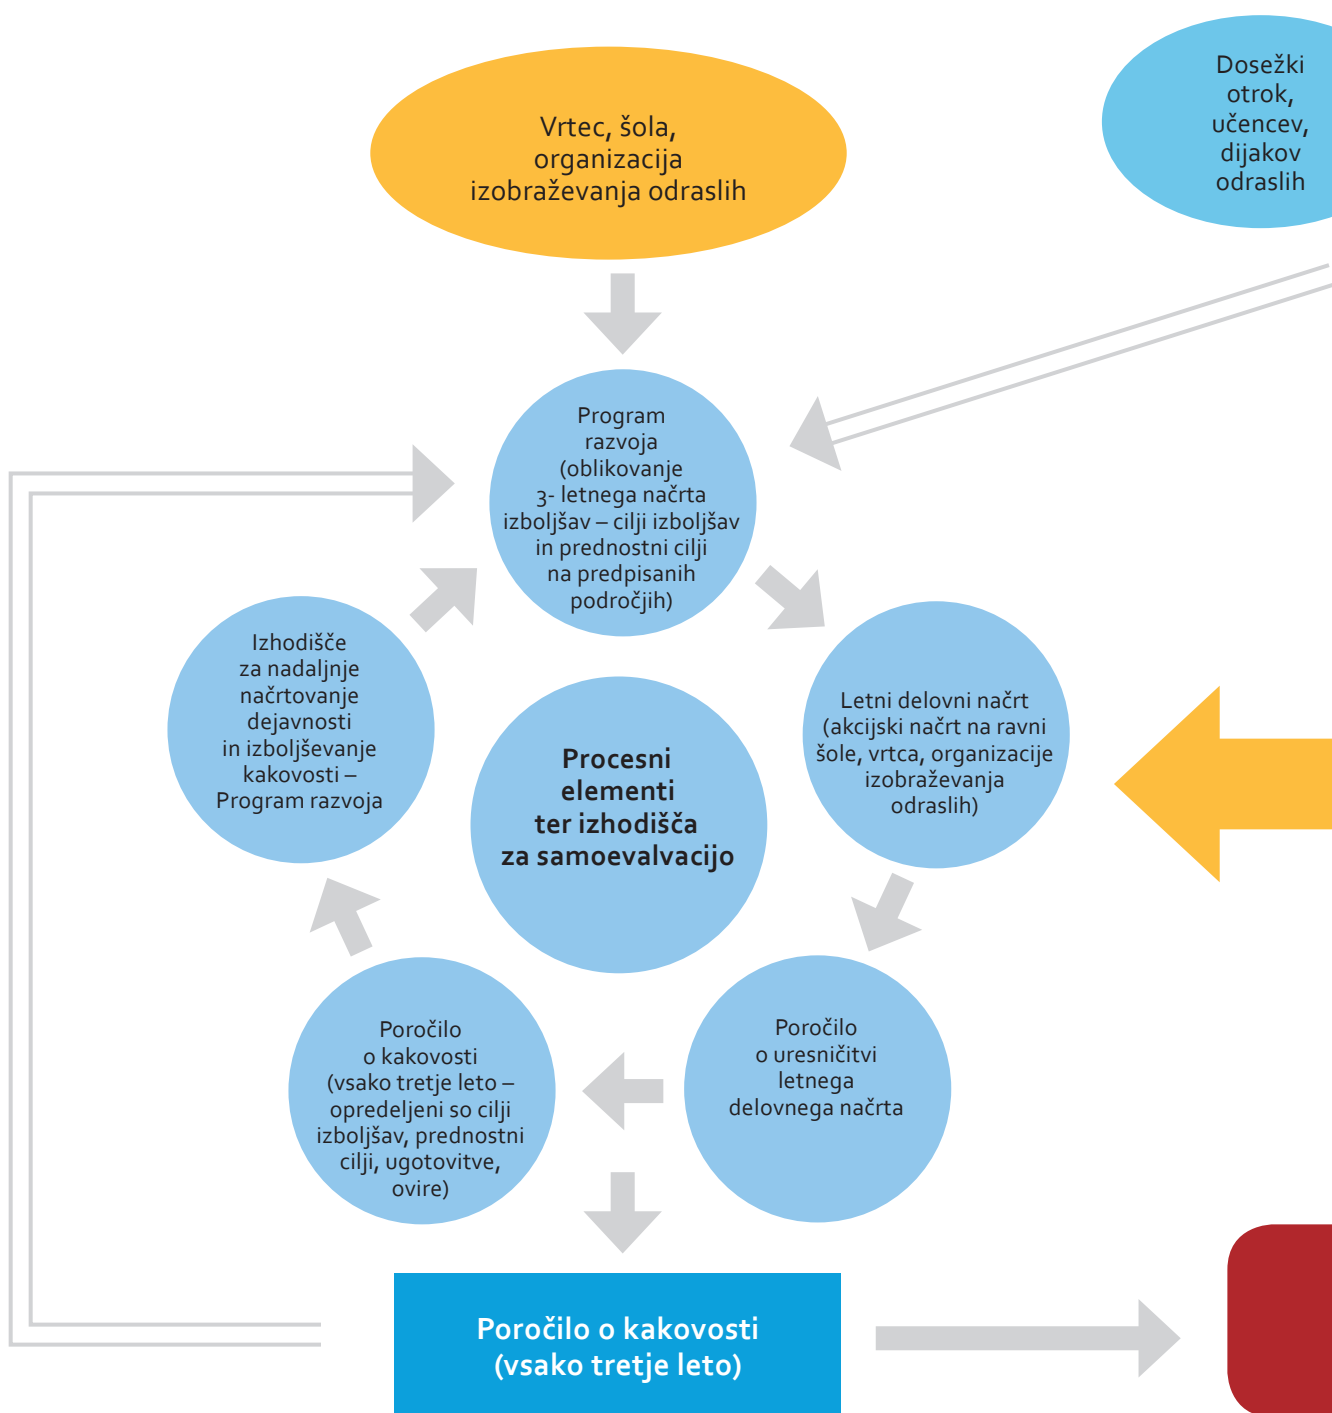 Vrtec, šola,
organizacija
izobraževanja odraslih
Dosežki
otrok,
učencev,
dijakov
odraslih
Program
razvoja
(oblikovanje
3- letnega načrta
izboljšav – cilji izboljšav
in prednostni cilji
na predpisanih
področjih)
Izhodišče
za nadaljnje
načrtovanje
dejavnosti
in izboljševanje
kakovosti –
Program razvoja
Letni delovni načrt
(akcijski načrt na ravni
šole, vrtca, organizacije
izobraževanja
odraslih)
Procesni
elementi
ter izhodišča
za samoevalvacijo
Poročilo
o kakovosti
(vsako tretje leto –
opredeljeni so cilji
izboljšav, prednostni
cilji, ugotovitve,
ovire)
Poročilo
o uresničitvi
letnega
delovnega načrta
Poročilo o kakovosti
(vsako tretje leto)